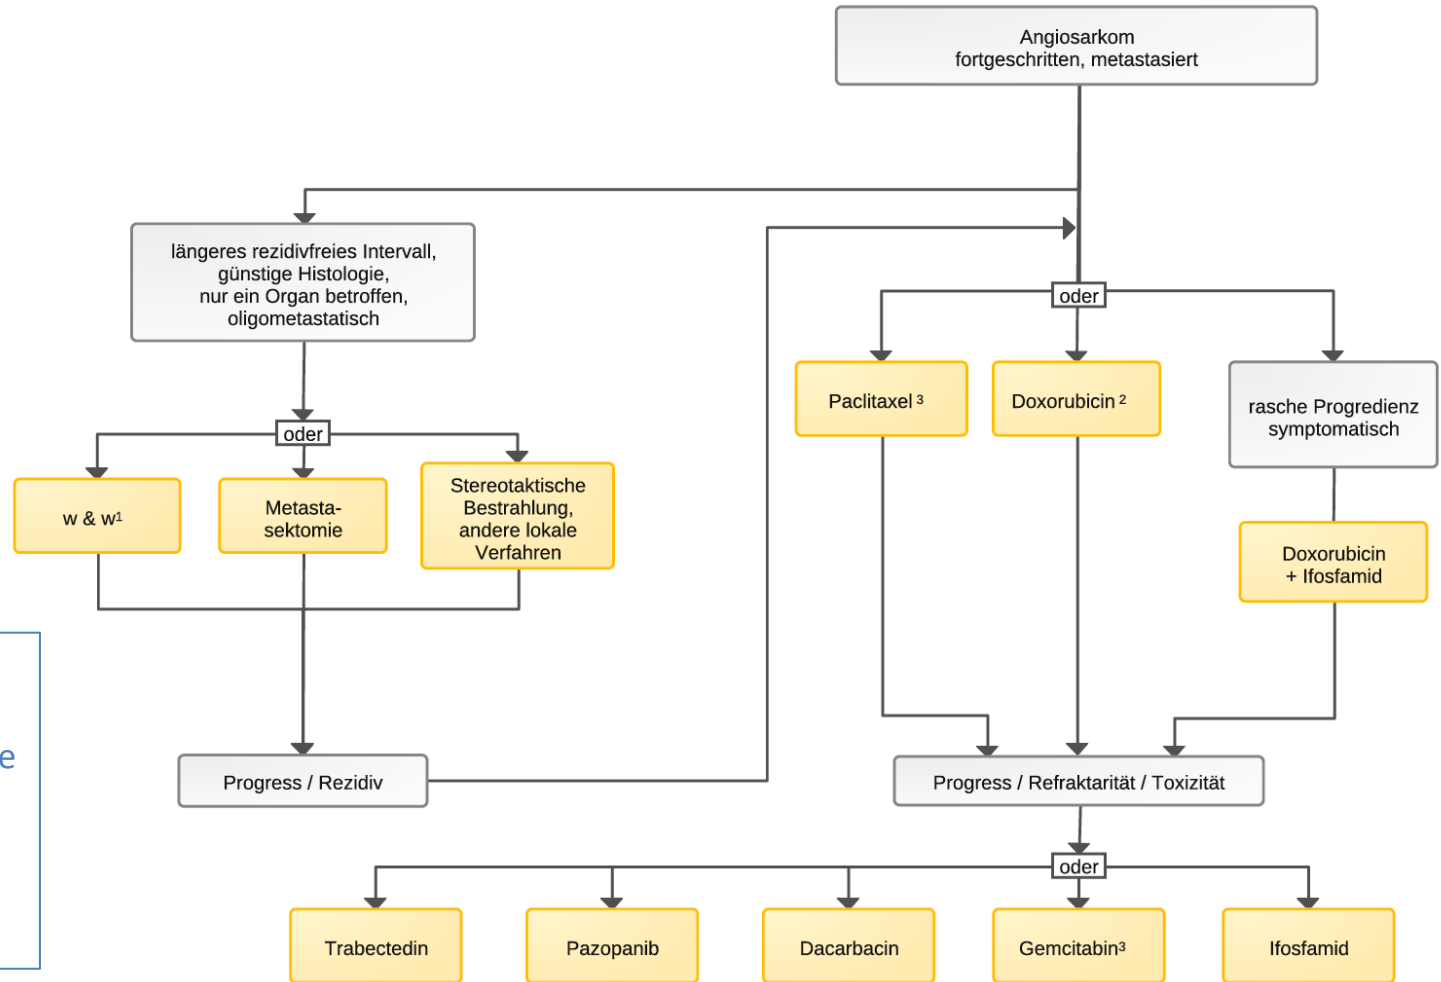 Angiosarkom
fortgeschritten, metastasiert
längeres rezidivfreies Intervall,
günstige Histologie,
nur ein Organ betroffen,
oligometastatisch
oder
Paclitaxel ³
Doxorubicin ²
rasche Progredienz
symptomatisch
oder
w & w¹
Metasta-
sektomie
Stereotaktische
Bestrahlung,
andere lokale
Verfahren
Doxorubicin
+ Ifosfamid
e
Progress / Rezidiv
Progress / Refraktarität / Toxizität
oder
Trabectedin
Pazopanib
Dacarbacin
Gemcitabin³
Ifosfamid